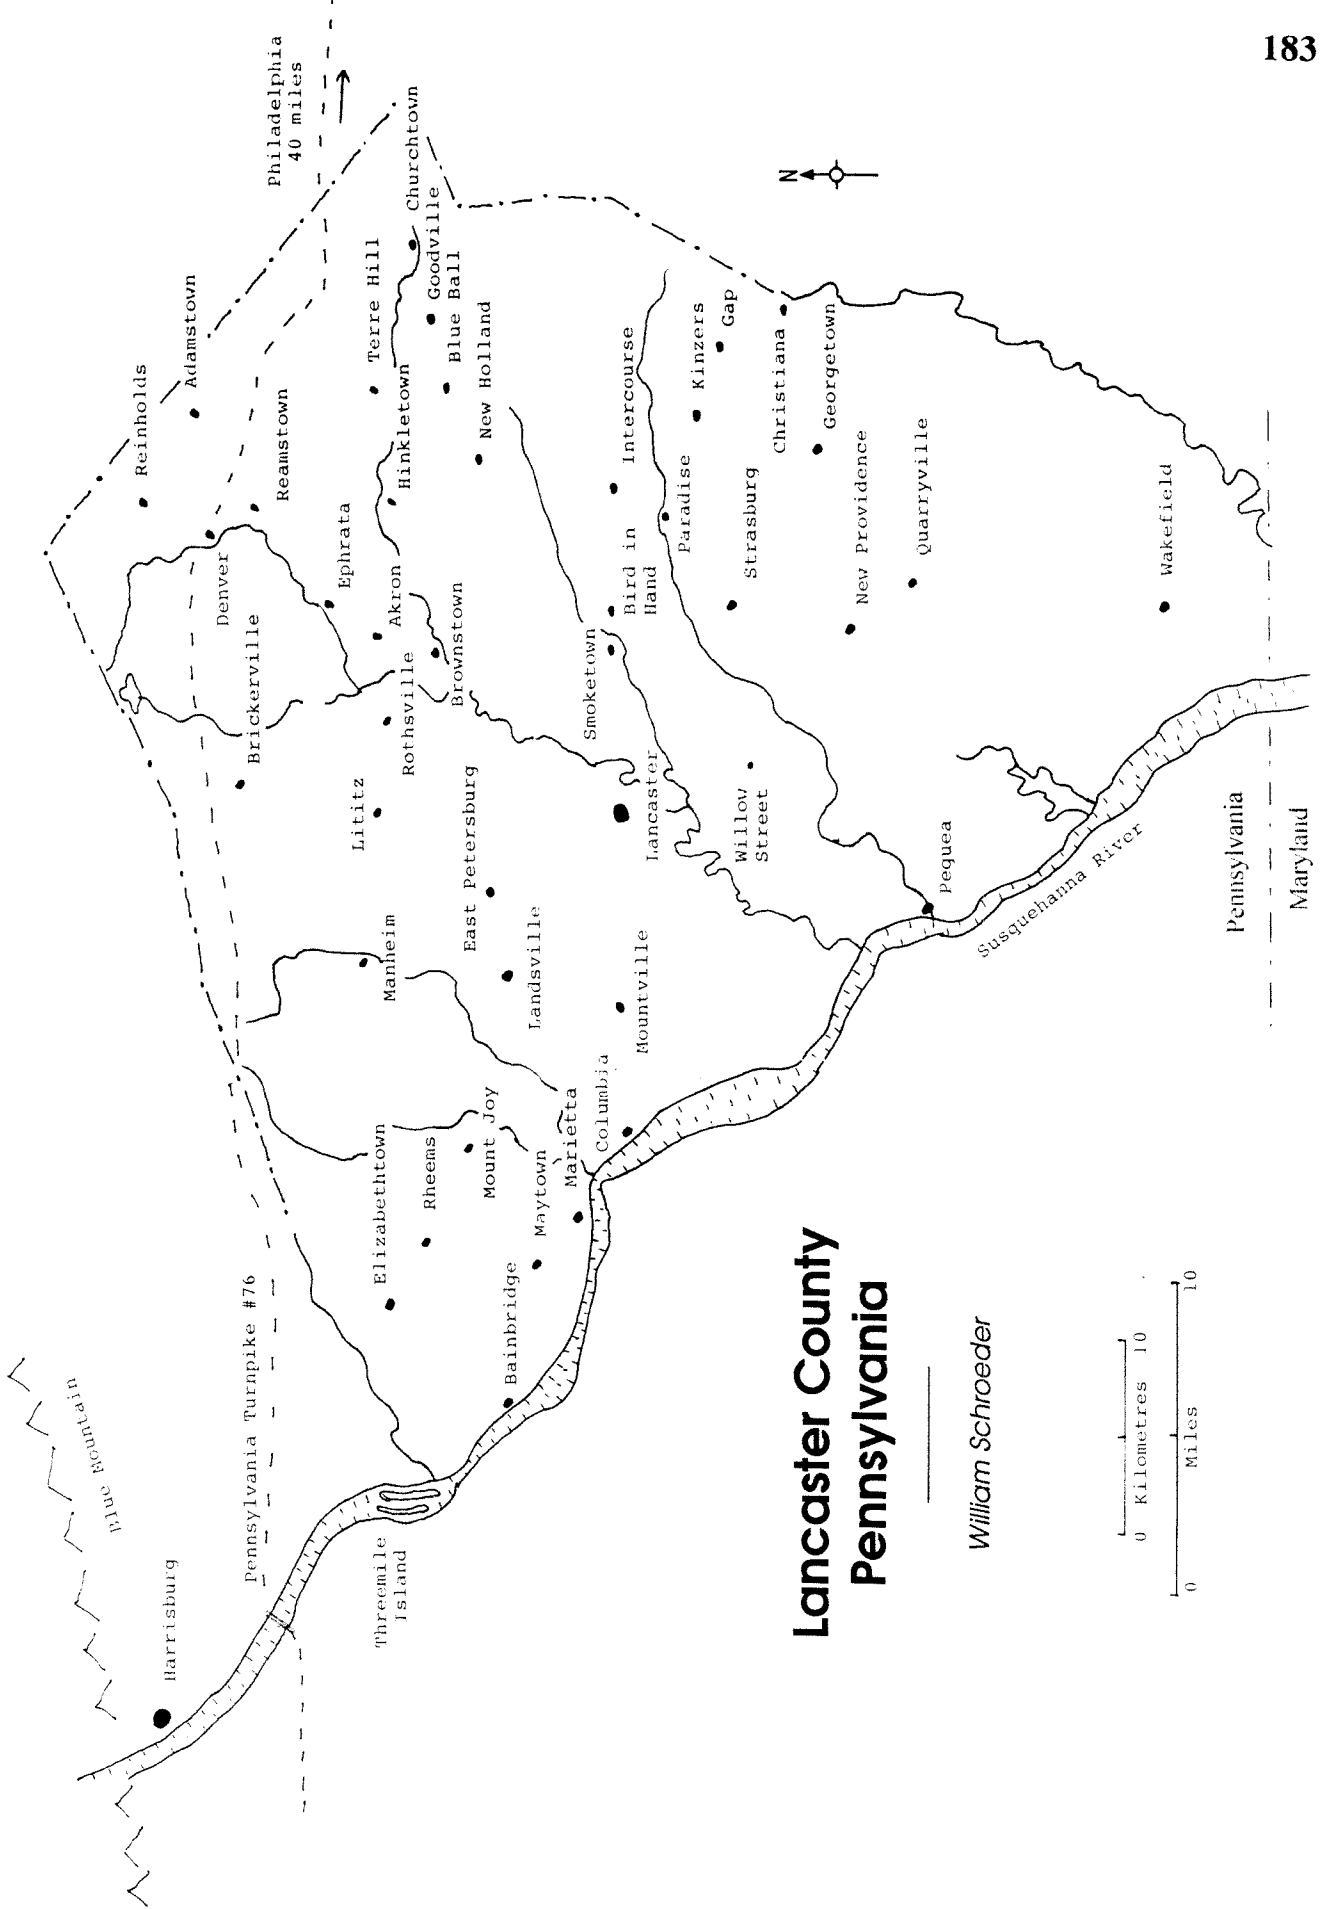 183
Philadelphia
40 miles
N
Churchtown
Goodville
Blue Ball
Terre Hill
New Holland
Hinkletown
Adamstown
Reinholds
Reamstown
Denver
Ephrata
Akron
Brickerville
Rothsville
Brownstown
Lititz
East Petersburg
Manheim
Landsville
Intercourse
Kinzers
Gap
Christiana
Georgetown
Paradise
Bird in
Hand
Strasburg
Smoketown
Lancaster
Willow
Street
New Providence
Quarryville
Wakefield
Pequea
Mountville
Columbia
Marietta
Maytown
Mount Joy
Rheems
Elizabethtown
Bainbridge
Pennsylvania Turnpike #76
Blue Mountain
Harrisburg
Threemile
Island
Susquehanna River
Pennsylvania
Maryland
Lancaster County
Pennsylvania
William Schroeder
0 Kilometres 10
0 Miles 10